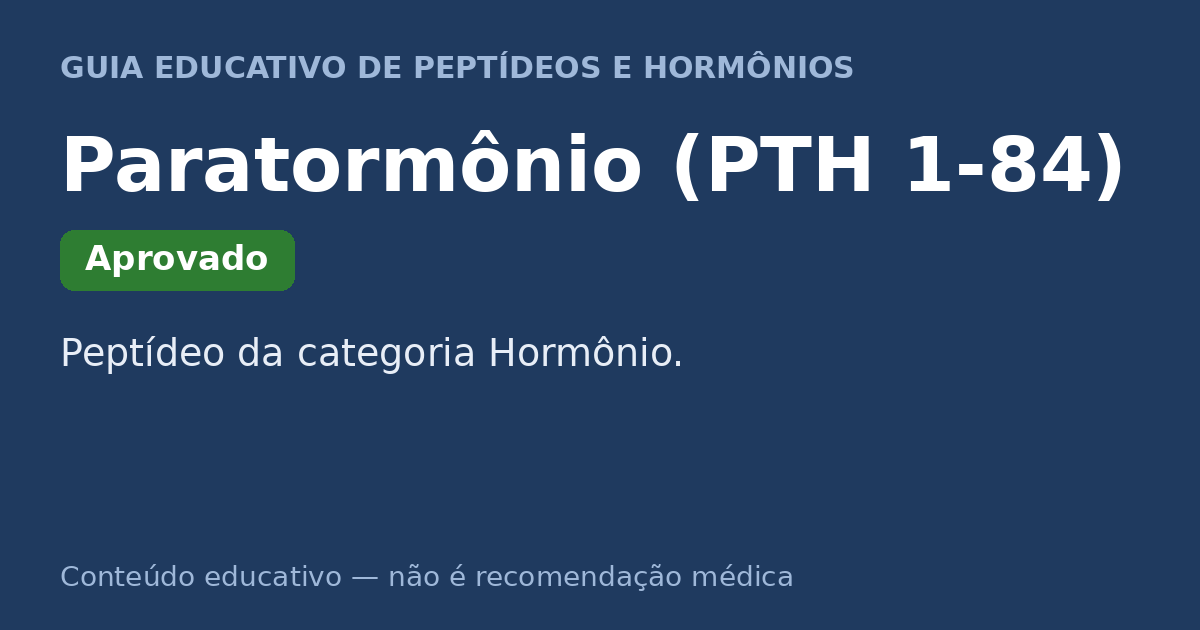 GUIA EDUCATIVO DE PEPTÍDEOS E HORMÔNIOS
Paratormônio (PTH 1-84)
Aprovado
Peptídeo da categoria Hormônio.
Conteúdo educativo — não é recomendação médica